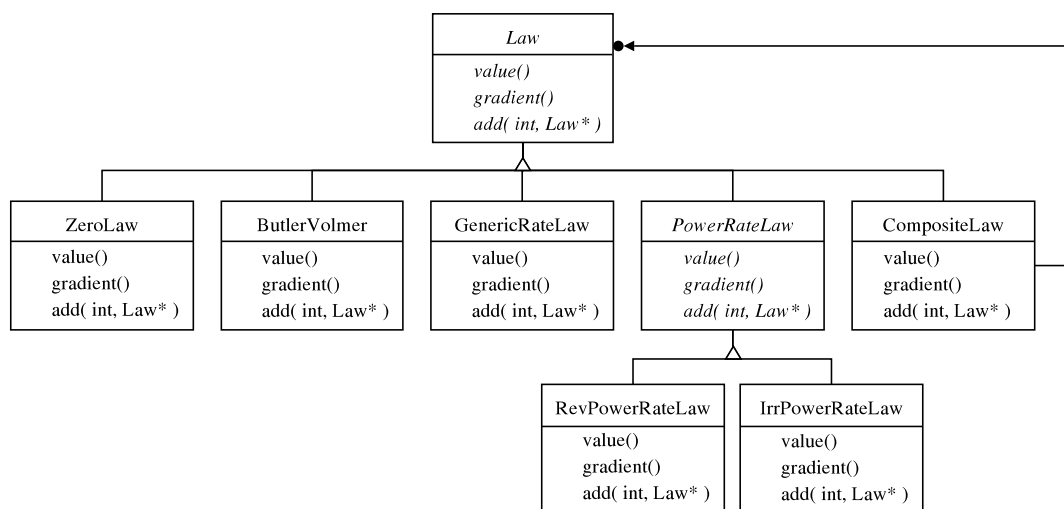 Law
value()
gradient()
add( int, Law* )
ZeroLaw
value()
gradient()
add( int, Law* )
ButlerVolmer
value()
gradient()
add( int, Law* )
GenericRateLaw
value()
gradient()
add( int, Law* )
PowerRateLaw
value()
gradient()
add( int, Law* )
CompositeLaw
value()
gradient()
add( int, Law* )
RevPowerRateLaw
value()
gradient()
add( int, Law* )
IrrPowerRateLaw
value()
gradient()
add( int, Law* )